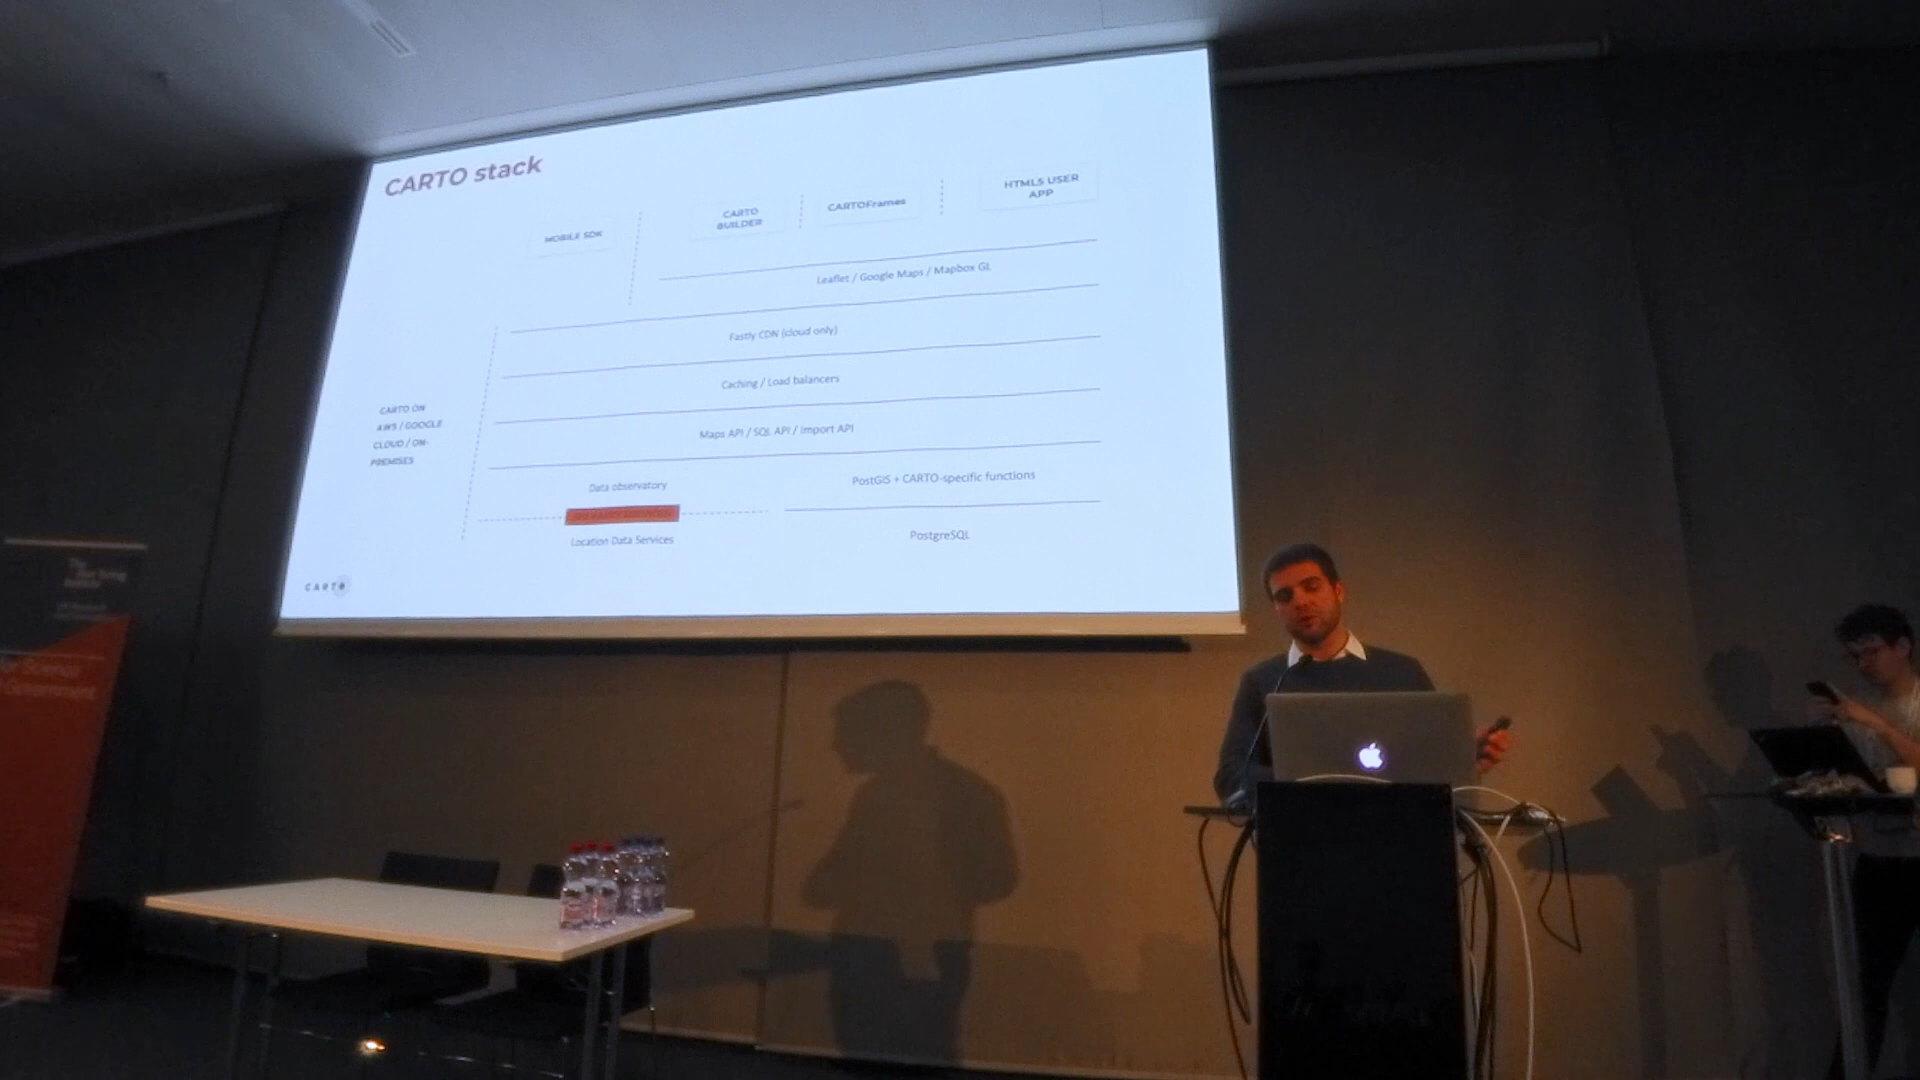 CARTO stack
MOBILE SDK
CARTO
BUILDER
CARTOFrames
HTML5 USER
APP
Leaflet / Google Maps / Mapbox GL
Fastly CDN (cloud only)
Caching / Load balancers
Maps API / SQL API / Import API
CARTO ON
AWS / GOOGLE
CLOUD / ON-
PREMISES
Data observatory
PostGIS + CARTO-specific functions
Location Data Services
PostgreSQL
CARTO
The
Institute